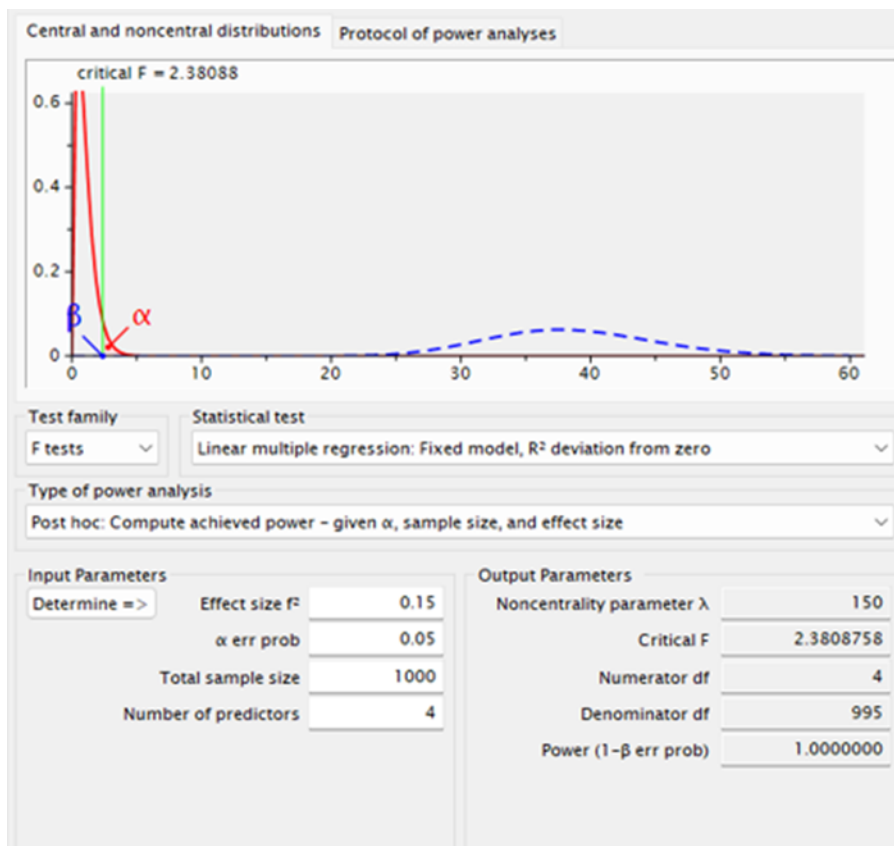 Central and noncentral distributions Protocol of power analyses
critical F = 2.38088
0.6
0.4
0.2
β α
0
0 10 20 30 40 50 60
Test family Statistical test
F tests Linear multiple regression: Fixed model, R² deviation from zero
Type of power analysis
Post hoc: Compute achieved power – given α, sample size, and effect size
Input Parameters Output Parameters
Determine => Effect size f² 0.15 Noncentrality parameter λ 150
α err prob 0.05 Critical F 2.3808758
Total sample size 1000 Numerator df 4
Number of predictors 4 Denominator df 995
Power (1–β err prob) 1.0000000